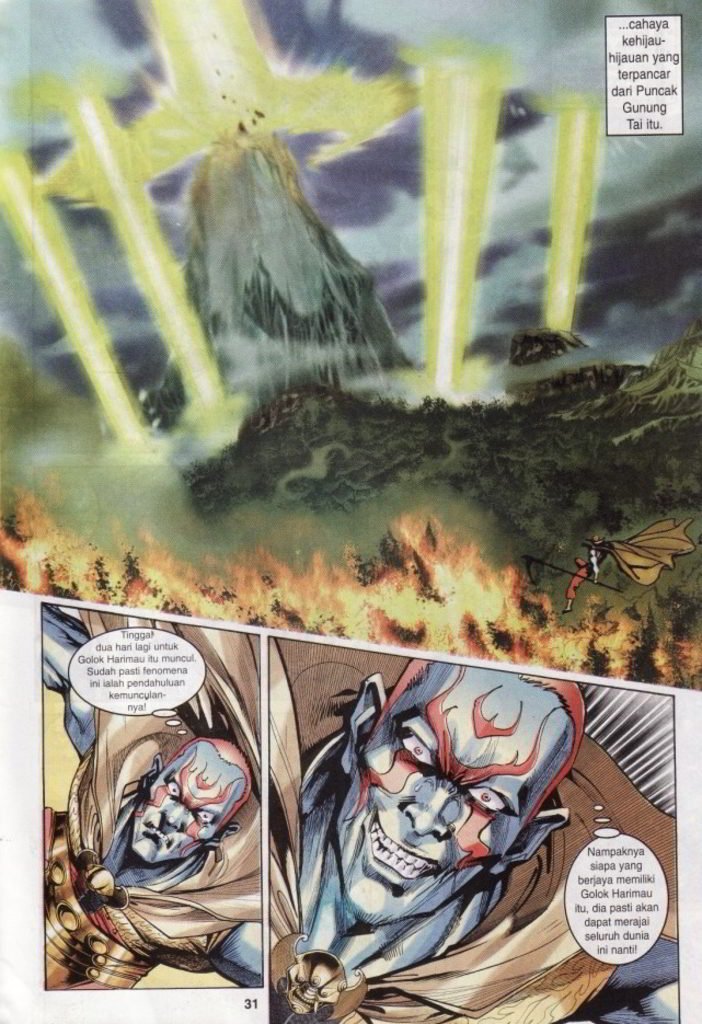 ...cahaya
kehijau-
hijauan yang
terpancar
dari Puncak
Gunung
Tai itu.
Tinggal
dua hari lagi untuk
Golok Harimau itu muncul.
Sudah pasti fenomena
ini ialah pendahuluan
kemunculan-
nya!
Nampaknya
siapa yang
berjaya memiliki
Golok Harimau
itu, dia pasti akan
dapat merajai
seluruh dunia
ini nanti!
31